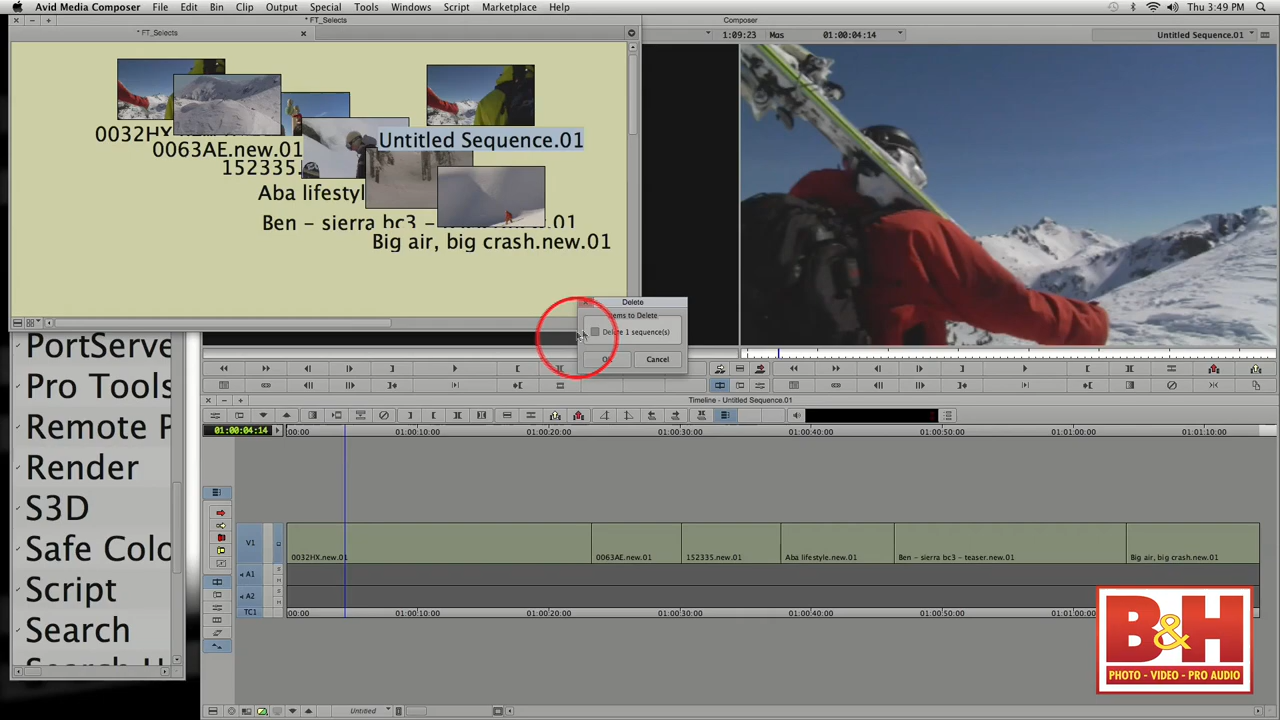 Avid Media Composer File Edit Bin Clip Output Special Tools Windows Script Marketplace Help
Thu 3:49 PM
* FT_Selects
Composer
* FT_Selects
1:09:23 Mas 01:00:04:14
Untitled Sequence.01
0032HX
0063AE.new.01
152335.
Aba lifestyl
Untitled Sequence.01
Ben - sierra bc3 -
Big air, big crash.new.01
Delete
Items to Delete
Delete 1 sequence(s)
OK Cancel
PortServer
Pro Tools
Remote P
Render
S3D
Safe Colo
Script
Search
Timeline - Untitled Sequence.01
01:00:04:14
00:00 01:00:10:00 01:00:20:00 01:00:30:00 01:00:40:00 01:00:50:00 01:01:00:00 01:01:10:00
V1
0032HX.new.01 0063AE.new.01 152335.new.01 Aba lifestyle.new.01 Ben - sierra bc3 - teaser.new.01 Big air, big crash.new.01
A1
A2
TC1
00:00 01:00:10:00 01:00:20:00 01:00:30:00 01:00:40:00 01:00:50:00 01:01:00:00
Untitled
B&H
PHOTO - VIDEO - PRO AUDIO